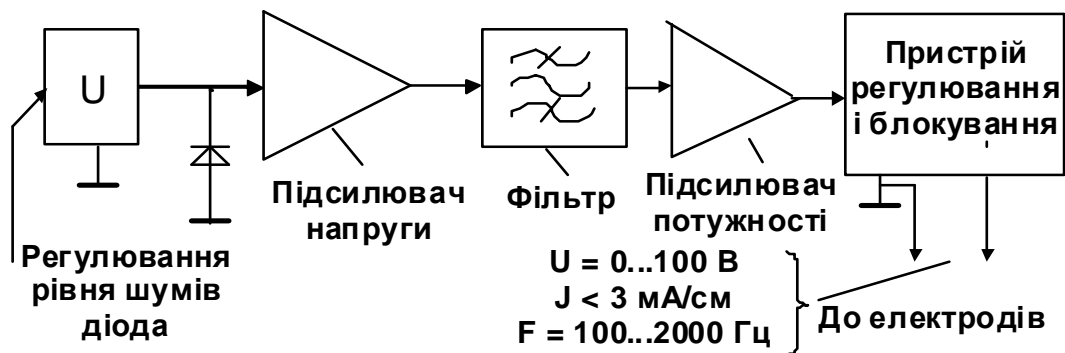 U
Пристрій
регулювання
і блокування
Підсилювач
напруги
Фільтр
Підсилювач
потужності
Регулювання
рівня шумів
діода
U = 0...100 В
J < 3 мА/см
F = 100...2000 Гц
До електродів